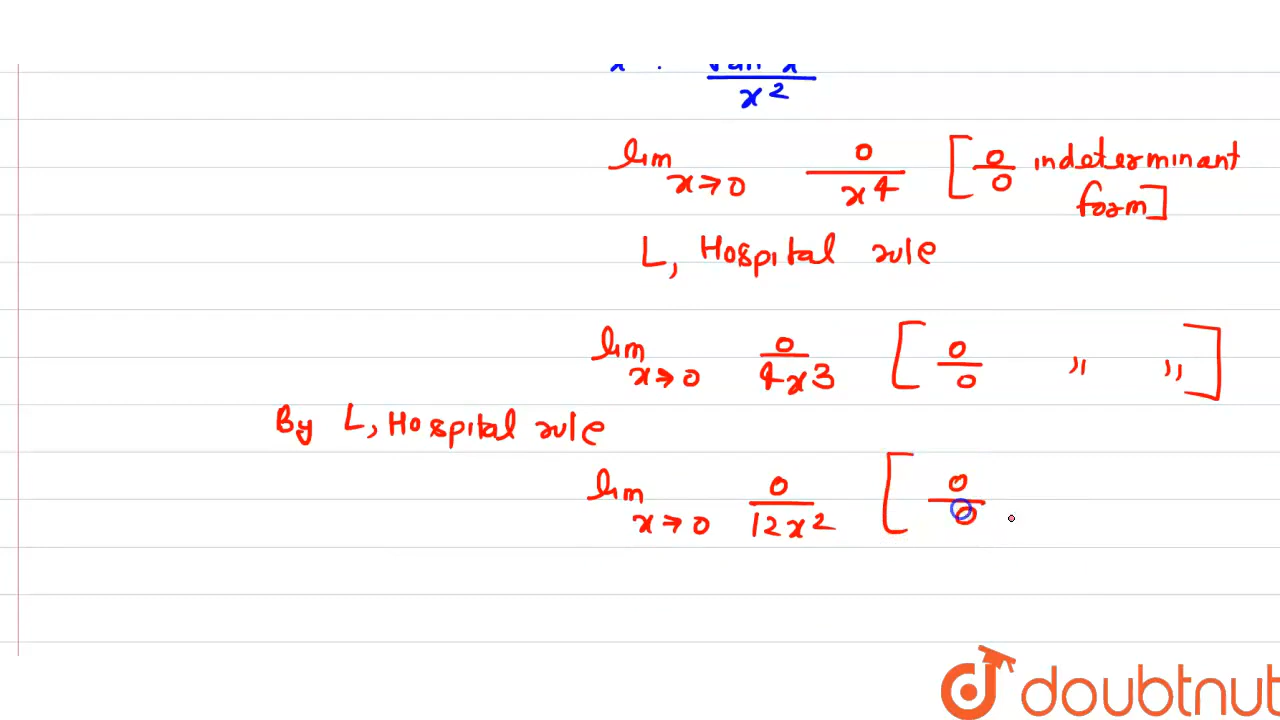 x²
lim x→0 0/x4 [0/0 indeterminant form]
L, Hospital rule
lim x→0 0/4x3 [0/0 ,, ,,]
By L, Hospital rule
lim x→0 0/12x2 [0/0
doubtnut